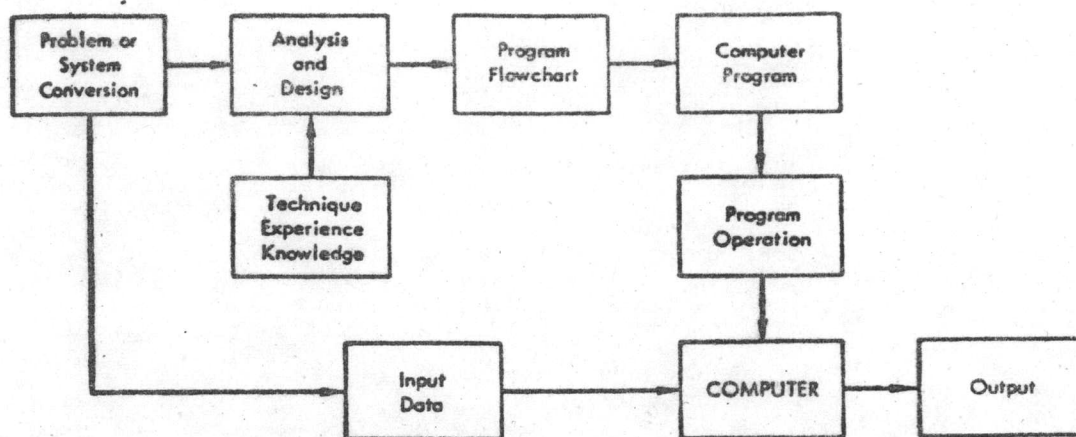 Problem or
System
Conversion
Analysis
and
Design
Program
Flowchart
Computer
Program
Technique
Experience
Knowledge
Program
Operation
Input
Data
COMPUTER
Output